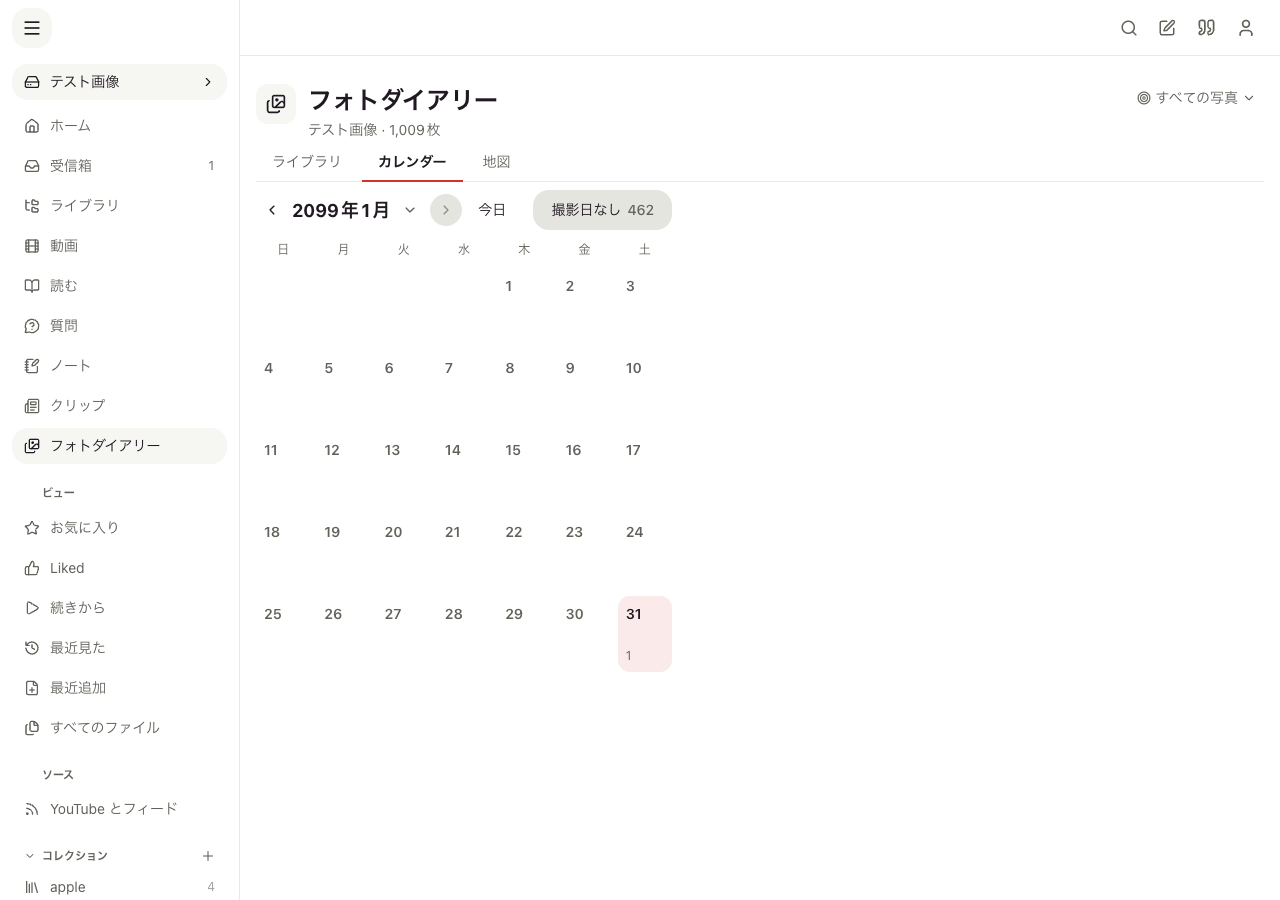 テスト画像
ホーム
受信箱 1
ライブラリ
動画
読む
質問
ノート
クリップ
フォトダイアリー
ビュー
お気に入り
Liked
続きから
最近見た
最近追加
すべてのファイル
ソース
YouTube とフィード
コレクション
apple 4
フォトダイアリー
テスト画像 · 1,009枚
すべての写真
ライブラリ カレンダー 地図
2099年1月 今日 撮影日なし 462
日 月 火 水 木 金 土
1 2 3
4 5 6 7 8 9 10
11 12 13 14 15 16 17
18 19 20 21 22 23 24
25 26 27 28 29 30 31
1